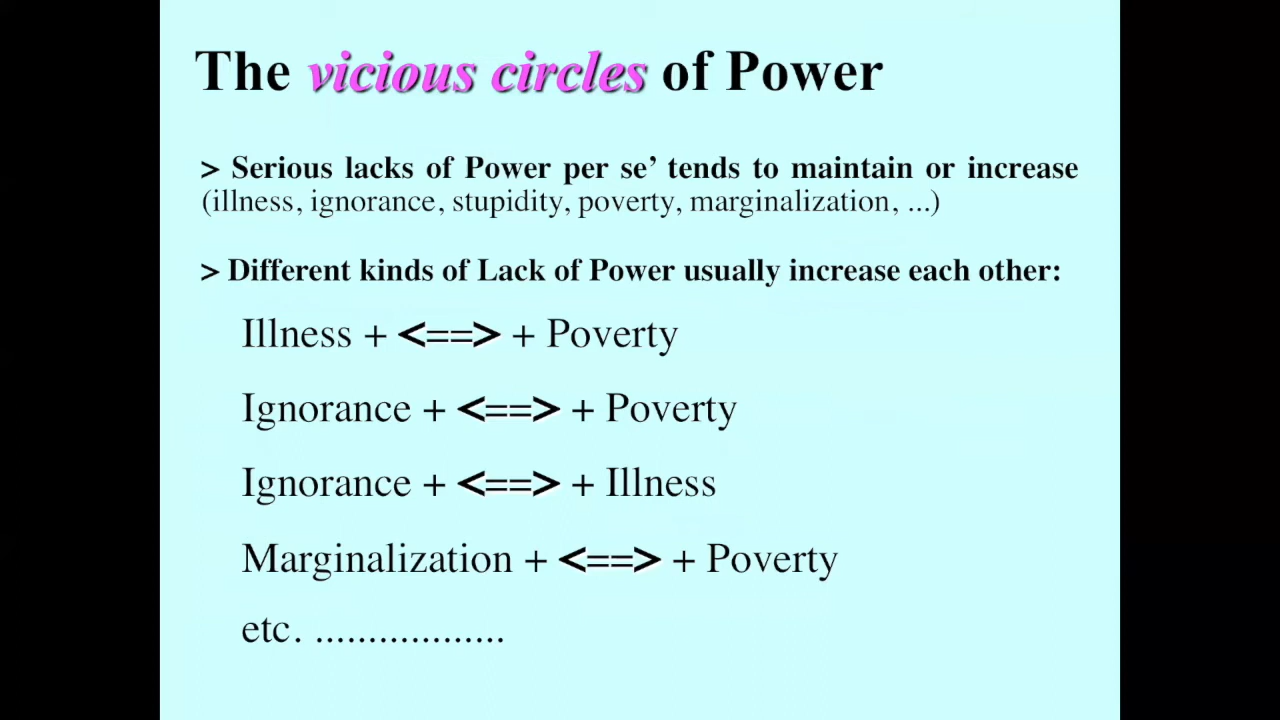 The vicious circles of Power
> Serious lacks of Power per se’ tends to maintain or increase
(illness, ignorance, stupidity, poverty, marginalization, ...)
> Different kinds of Lack of Power usually increase each other:
Illness + <==> + Poverty
Ignorance + <==> + Poverty
Ignorance + <==> + Illness
Marginalization + <==> + Poverty
etc. ..................